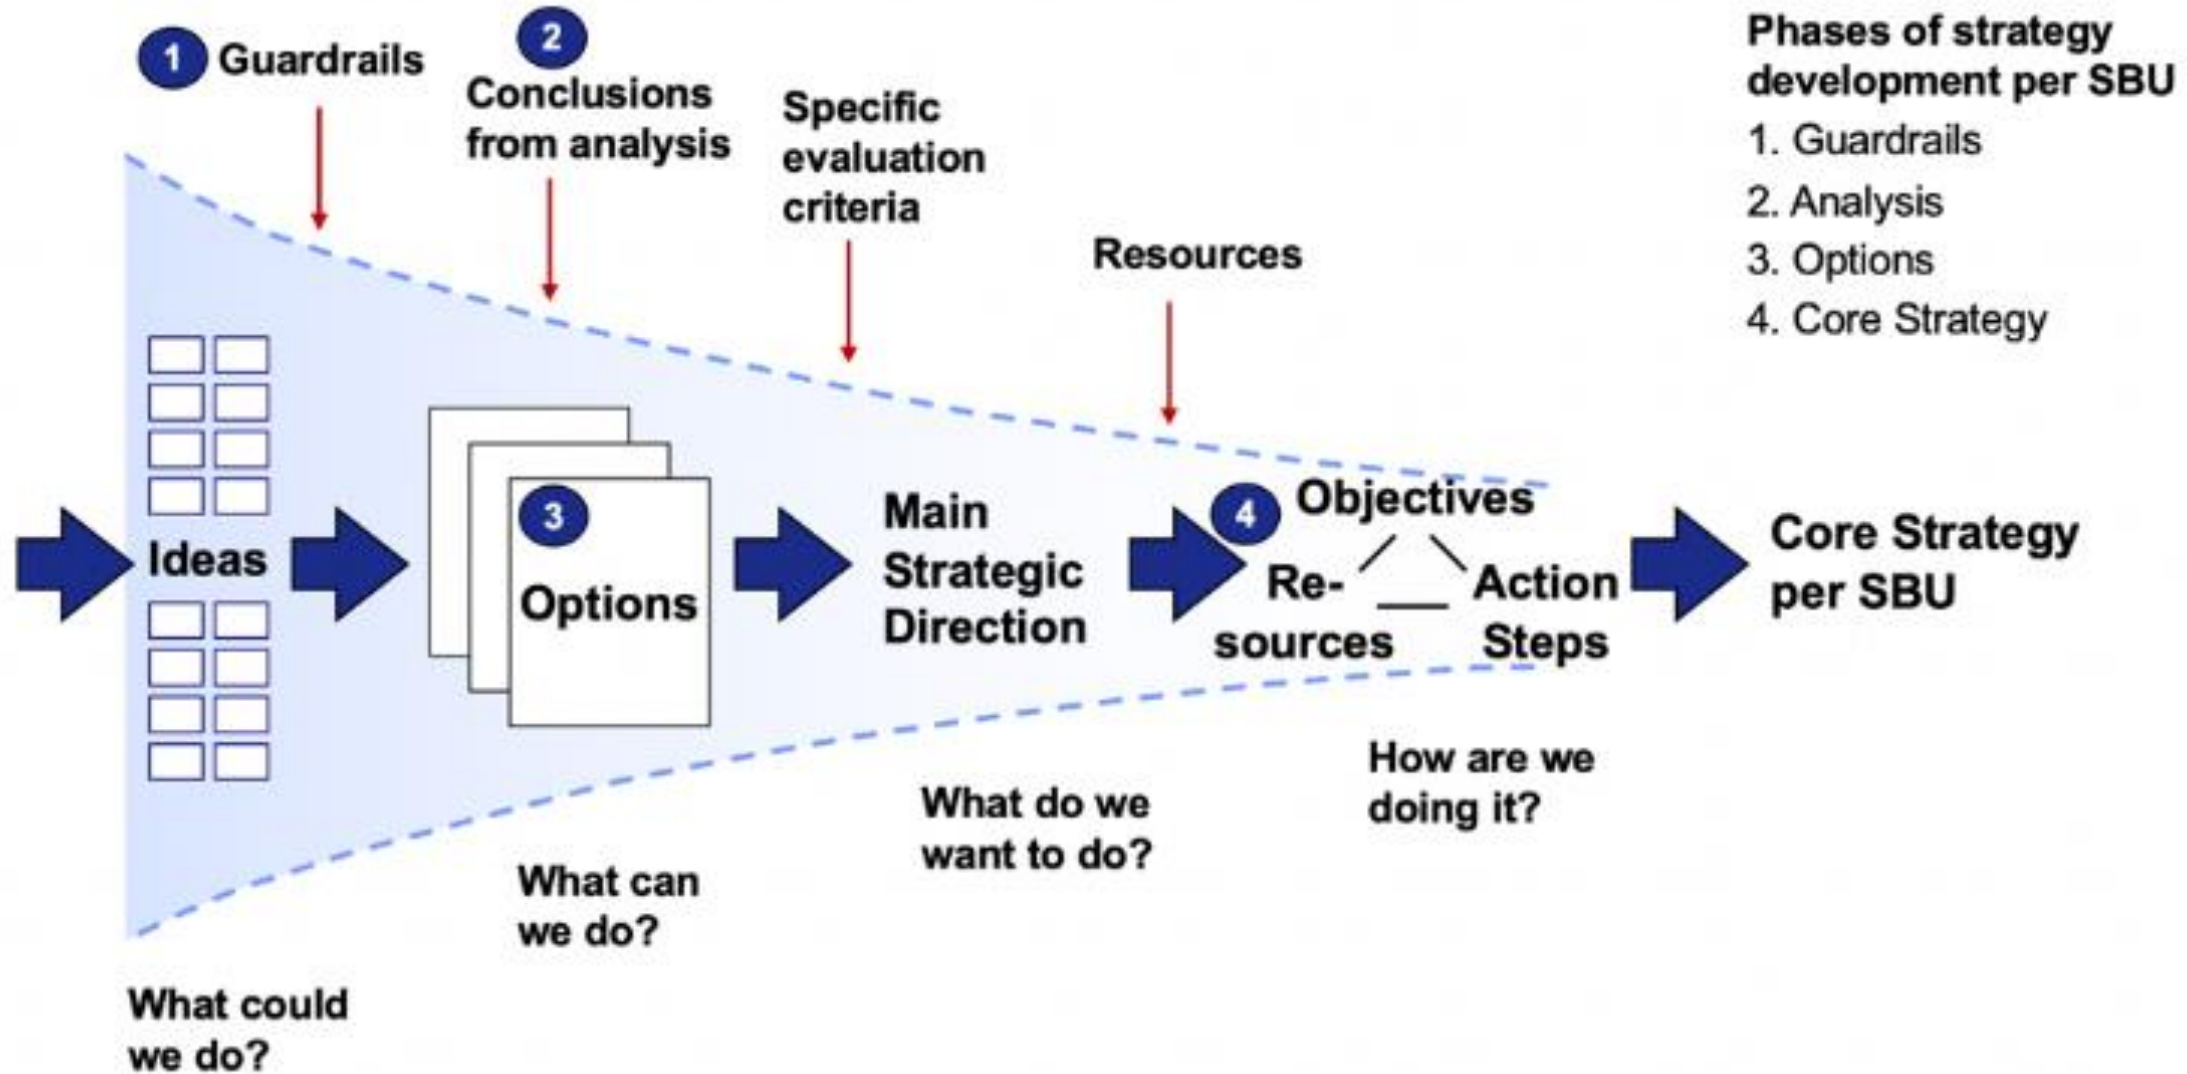 1 Guardrails
2
Conclusions
from analysis
Specific
evaluation
criteria
Resources
Phases of strategy
development per SBU
1. Guardrails
2. Analysis
3. Options
4. Core Strategy
Ideas
3
Options
Main
Strategic
Direction
4
Objectives
Re-
sources
Action
Steps
Core Strategy
per SBU
What could
we do?
What can
we do?
What do we
want to do?
How are we
doing it?